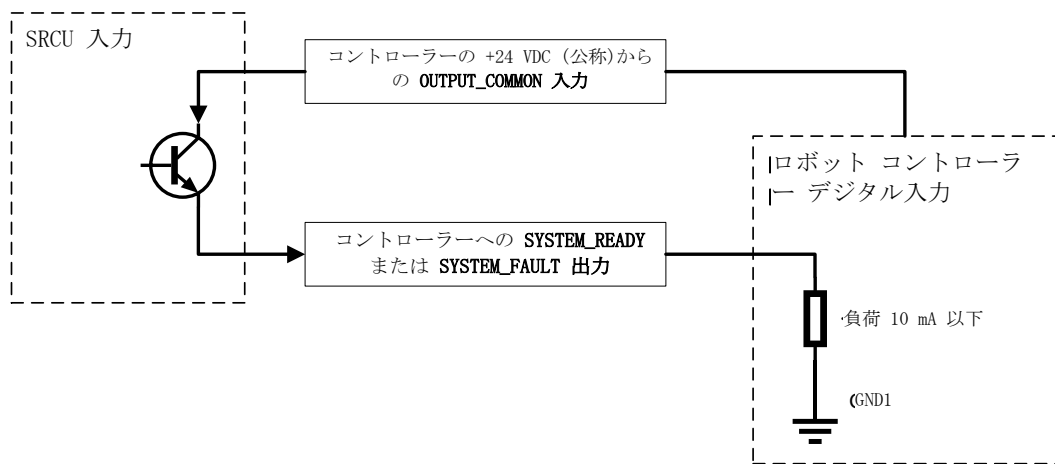 SRCU 入力
コントローラーの +24 VDC (公称)から
の OUTPUT_COMMON 入力
ロボット コントローラ
ー デジタル入力
コントローラーへの SYSTEM_READY
または SYSTEM_FAULT 出力
負荷 10 mA 以下
(GND1